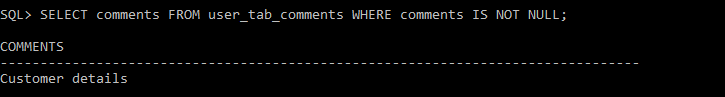 SQL> SELECT comments FROM user_tab_comments WHERE comments IS NOT NULL;
COMMENTS
--------------------------------------------------------------------------------
Customer details